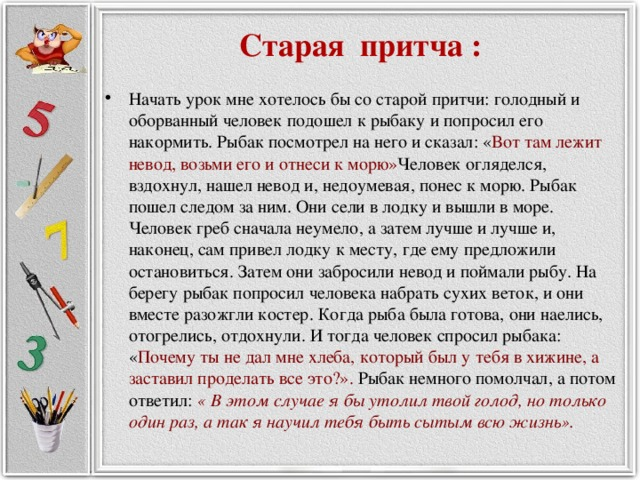 Старая притча :
• Начать урок мне хотелось бы со старой притчи: голодный и
оборванный человек подошел к рыбаку и попросил его
накормить. Рыбак посмотрел на него и сказал: «Вот там лежит
невод, возьми его и отнеси к морю»Человек огляделся,
вздохнул, нашел невод и, недоумевая, понес к морю. Рыбак
пошел следом за ним. Они сели в лодку и вышли в море.
Человек греб сначала неумело, а затем лучше и лучше и,
наконец, сам привел лодку к месту, где ему предложили
остановиться. Затем они забросили невод и поймали рыбу. На
берегу рыбак попросил человека набрать сухих веток, и они
вместе разожгли костер. Когда рыба была готова, они наелись,
отогрелись, отдохнули. И тогда человек спросил рыбака:
«Почему ты не дал мне хлеба, который был у тебя в хижине, а
заставил проделать все это?». Рыбак немного помолчал, а потом
ответил: « В этом случае я бы утолил твой голод, но только
один раз, а так я научил тебя быть сытым всю жизнь».
5
7
3